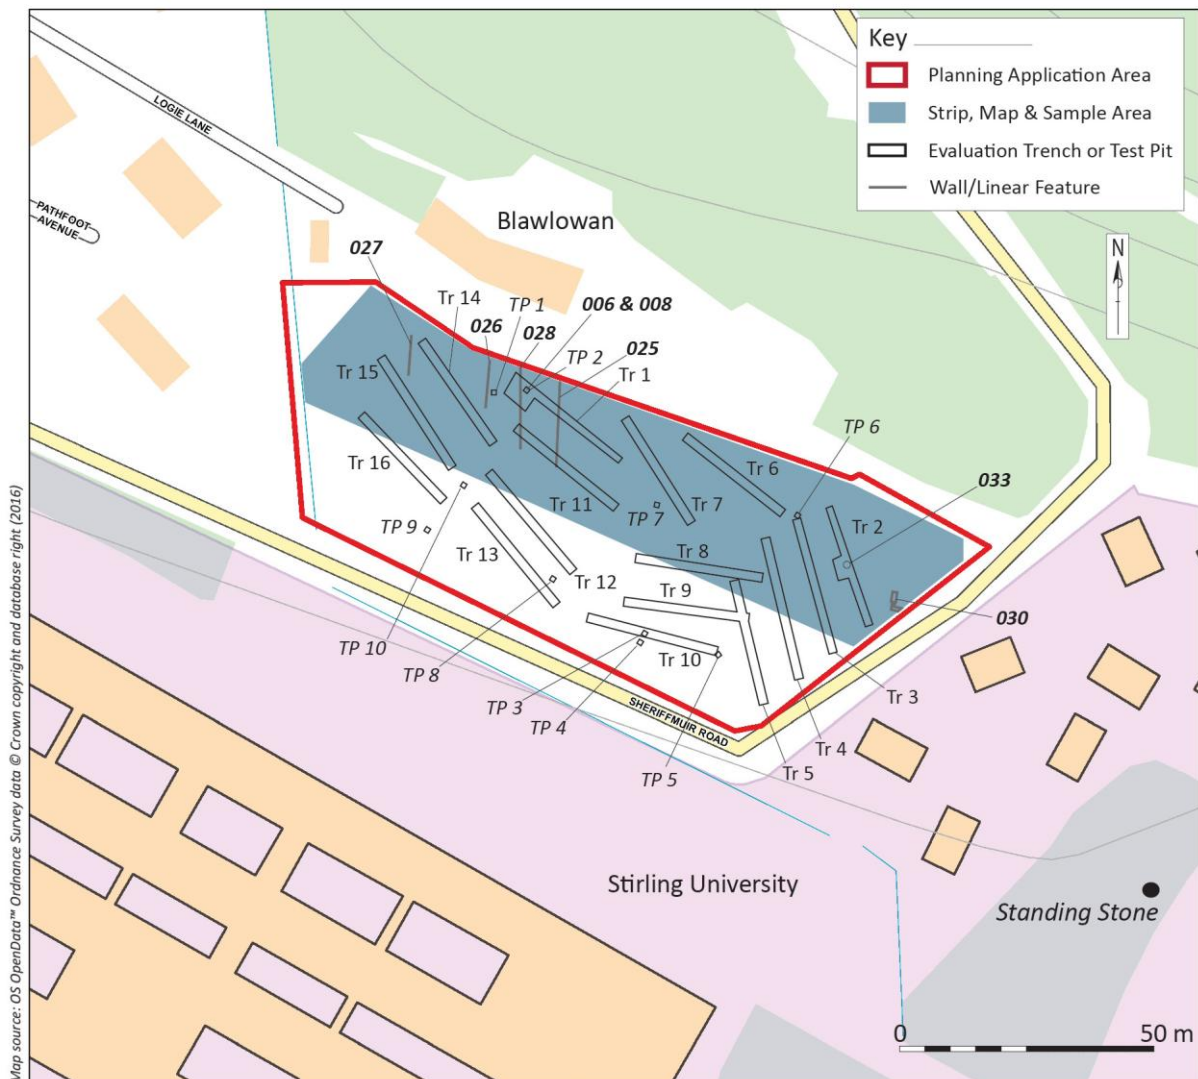 Key
Planning Application Area
Strip, Map & Sample Area
Evaluation Trench or Test Pit
Wall/Linear Feature
LOGIE LANE
PATHFOOT
AVENUE
Blawlowan
N
027
Tr 14
026
TP 1
028
006 & 008
TP 2
025
Tr 1
Tr 15
Tr 16
Tr 11
TP 7
Tr 7
Tr 6
TP 6
033
Tr 2
TP 9
Tr 13
Tr 12
Tr 8
Tr 9
Tr 10
030
TP 10
TP 8
TP 3
TP 4
TP 5
Tr 5
Tr 4
Tr 3
SHERIFFMUIR ROAD
Stirling University
Standing Stone
0 50 m
Map source: OS OpenData™ Ordnance Survey data © Crown copyright and database right (2016)